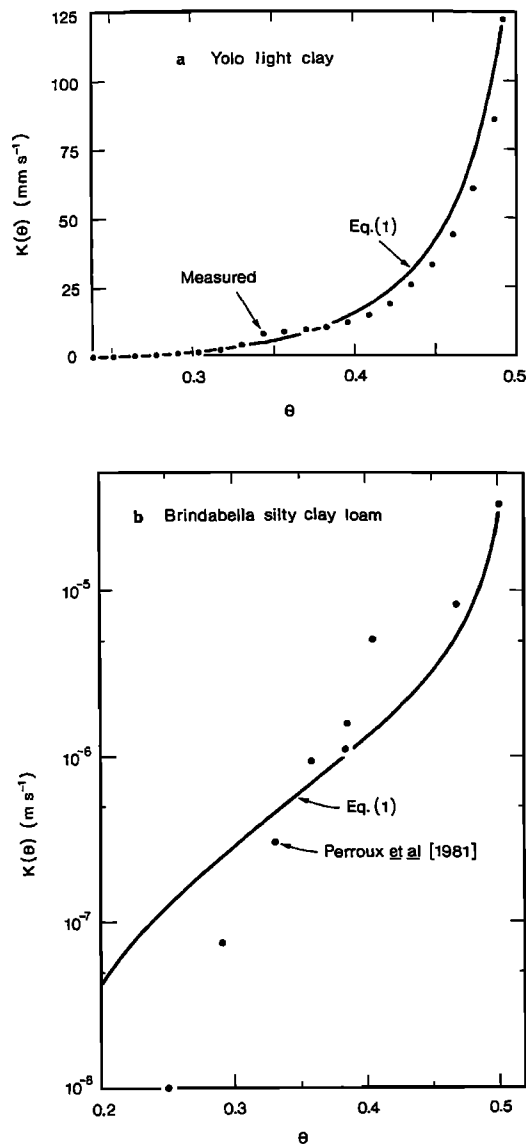 a Yolo light clay
125
100
75
50
25
0
K(θ) (mm s⁻¹)
Eq.(1)
Measured
0.3
0.4
0.5
θ
b Brindabella silty clay loam
10⁻⁵
10⁻⁶
10⁻⁷
10⁻⁸
K(θ) (m s⁻¹)
Eq.(1)
Perroux et al [1981]
0.2
0.3
0.4
0.5
θ